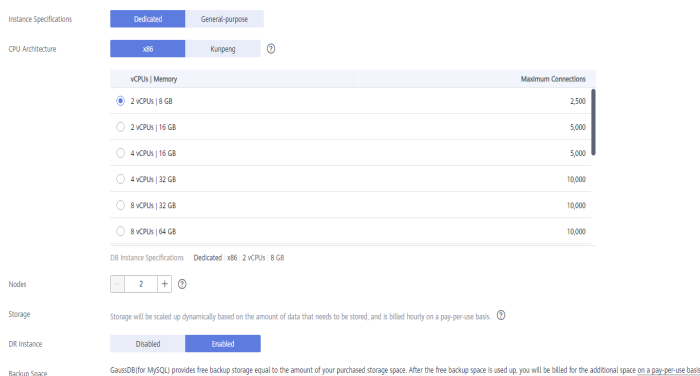 Instance Specifications Dedicated General-purpose
CPU Architecture x86 Kunpeng ?
vCPUs | Memory Maximum Connections
2 vCPUs | 8 GB 2,500
2 vCPUs | 16 GB 5,000
4 vCPUs | 16 GB 5,000
4 vCPUs | 32 GB 10,000
8 vCPUs | 32 GB 10,000
8 vCPUs | 64 GB 10,000
DB Instance Specifications Dedicated | x86 | 2 vCPUs | 8 GB
Nodes − 2 + ?
Storage Storage will be scaled up dynamically based on the amount of data that needs to be stored, and is billed hourly on a pay-per-use basis. ?
DR Instance Disabled Enabled
Backup Space GaussDB(for MySQL) provides free backup storage equal to the amount of your purchased storage space. After the free backup space is used up, you will be billed for the additional space on a pay-per-use basis